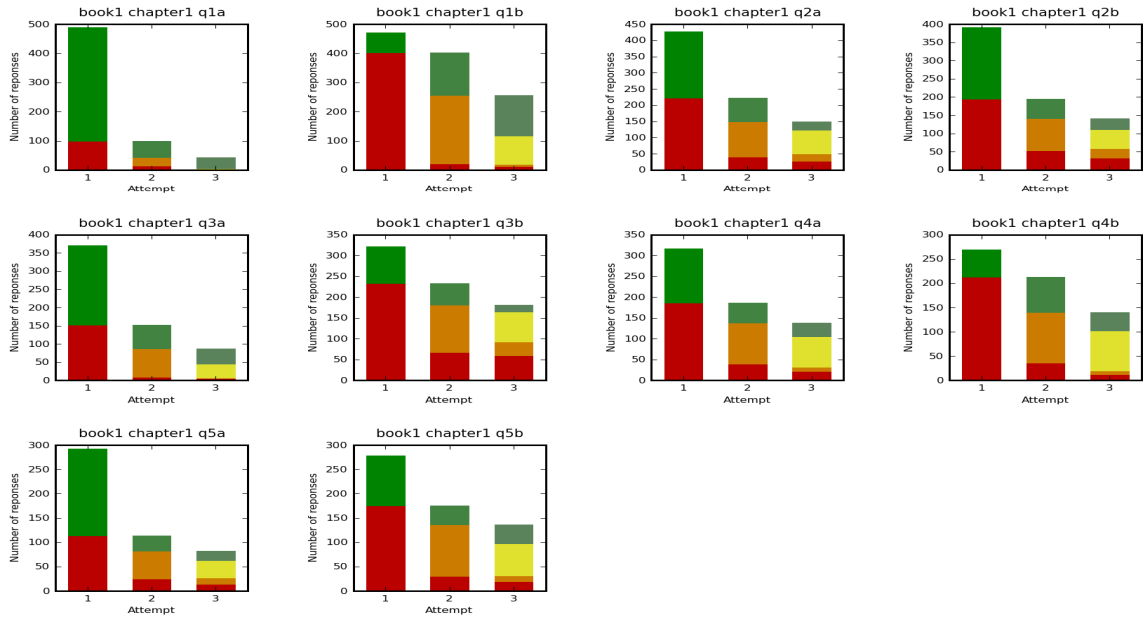 book1 chapter1 q1a
500
400
300
200
100
0
Number of reponses
1 2 3
Attempt
book1 chapter1 q1b
500
400
300
200
100
0
Number of reponses
1 2 3
Attempt
book1 chapter1 q2a
450
400
350
300
250
200
150
100
50
0
Number of reponses
1 2 3
Attempt
book1 chapter1 q2b
400
350
300
250
200
150
100
50
0
Number of reponses
1 2 3
Attempt
book1 chapter1 q3a
400
350
300
250
200
150
100
50
0
Number of reponses
1 2 3
Attempt
book1 chapter1 q3b
350
300
250
200
150
100
50
0
Number of reponses
1 2 3
Attempt
book1 chapter1 q4a
350
300
250
200
150
100
50
0
Number of reponses
1 2 3
Attempt
book1 chapter1 q4b
300
250
200
150
100
50
0
Number of reponses
1 2 3
Attempt
book1 chapter1 q5a
300
250
200
150
100
50
0
Number of reponses
1 2 3
Attempt
book1 chapter1 q5b
300
250
200
150
100
50
0
Number of reponses
1 2 3
Attempt